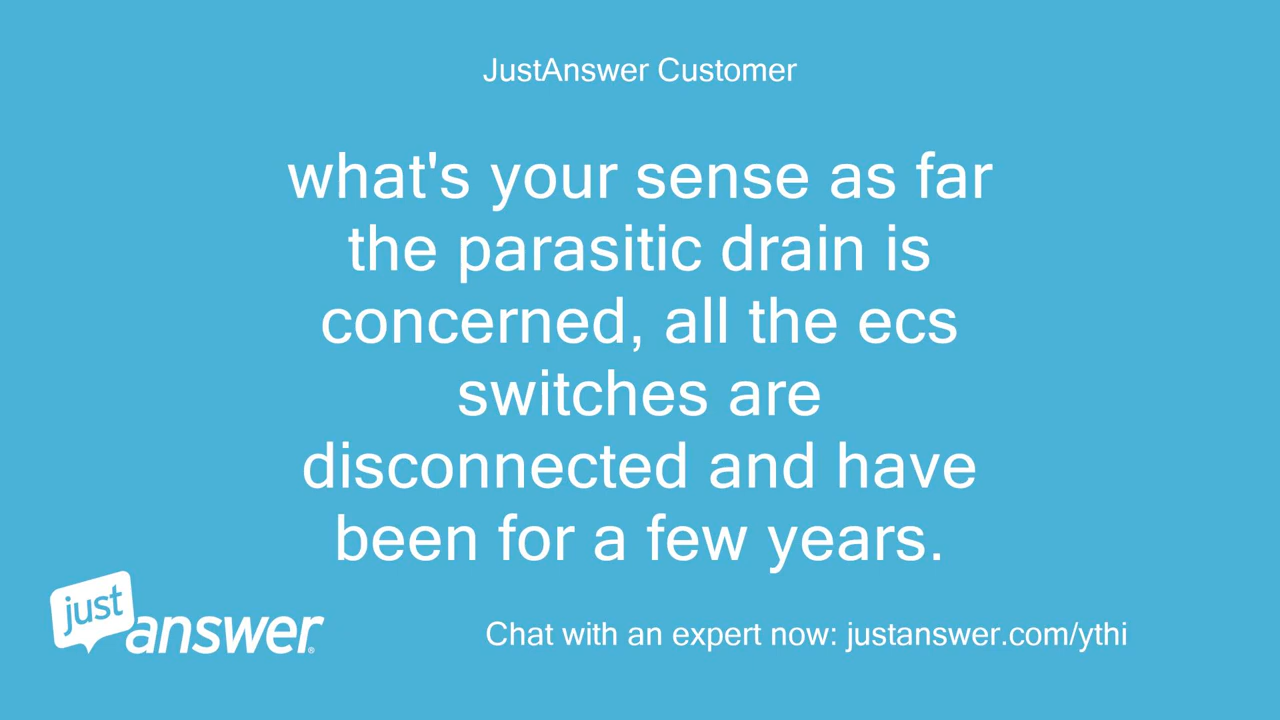 JustAnswer Customer
what's your sense as far
the parasitic drain is
concerned, all the ecs
switches are
disconnected and have
been for a few years.
just
answer®
Chat with an expert now: justanswer.com/ythi